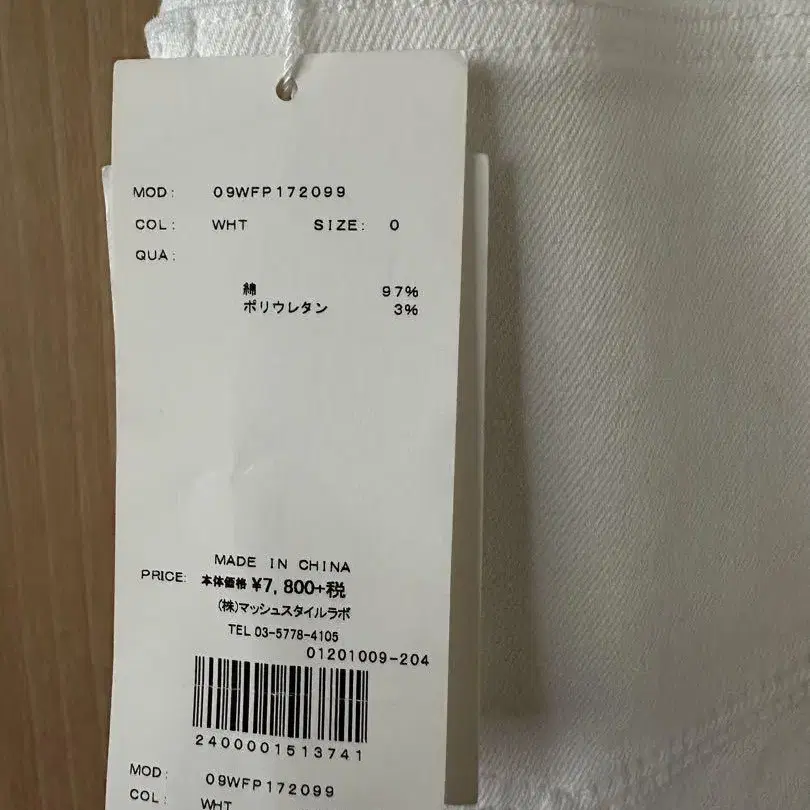 MOD: 09WFP172099
COL: WHT SIZE: 0
QUA:
綿 97%
ポリウレタン 3%
MADE IN CHINA
PRICE: 本体価格 ¥7,800+税
(株)マッシュスタイルラボ
TEL 03-5778-4105
01201009-204
2400001513741
MOD: 09WFP172099
COL: WHT